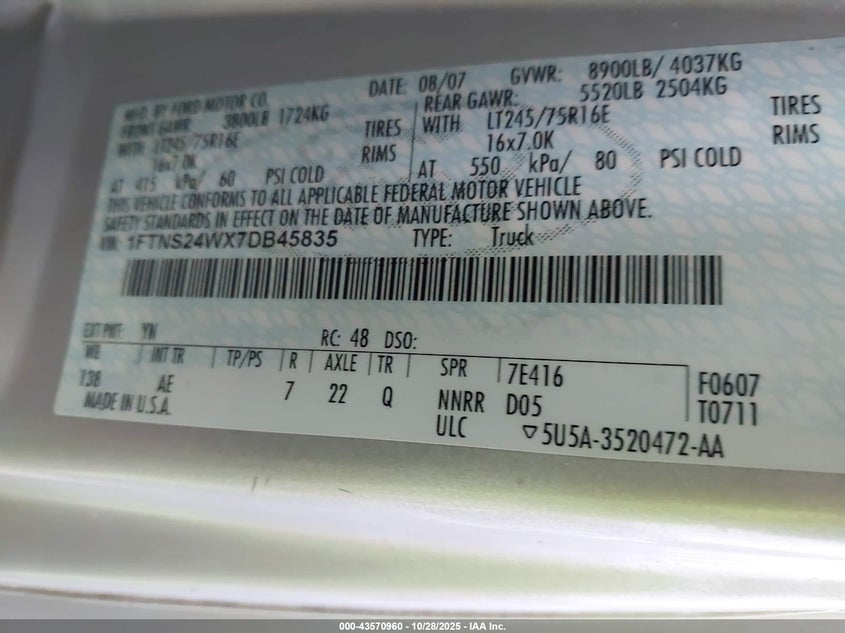 MFD. BY FORD MOTOR CO.
DATE: 08/07 GVWR: 8900LB/ 4037KG
FRONT GAWR: 3800LB 1724KG
REAR GAWR: 5520LB 2504KG
WITH LT245/75R16E TIRES
WITH LT245/75R16E TIRES
16x7.0K RIMS
16x7.0K RIMS
AT 415 kPa/ 60 PSI COLD
AT 550 kPa/ 80 PSI COLD
THIS VEHICLE CONFORMS TO ALL APPLICABLE FEDERAL MOTOR VEHICLE
SAFETY STANDARDS IN EFFECT ON THE DATE OF MANUFACTURE SHOWN ABOVE.
VIN: 1FTNS24WX7DB45835 TYPE: Truck
EXT PNT: YN RC: 48 DSO:
WB INT TR TP/PS R AXLE TR SPR 7E416 F0607
138 AE 7 22 Q NNRR D05 T0711
MADE IN U.S.A. ULC ▽5U5A-3520472-AA
000-43570960 - 10/28/2025 - IAA Inc.